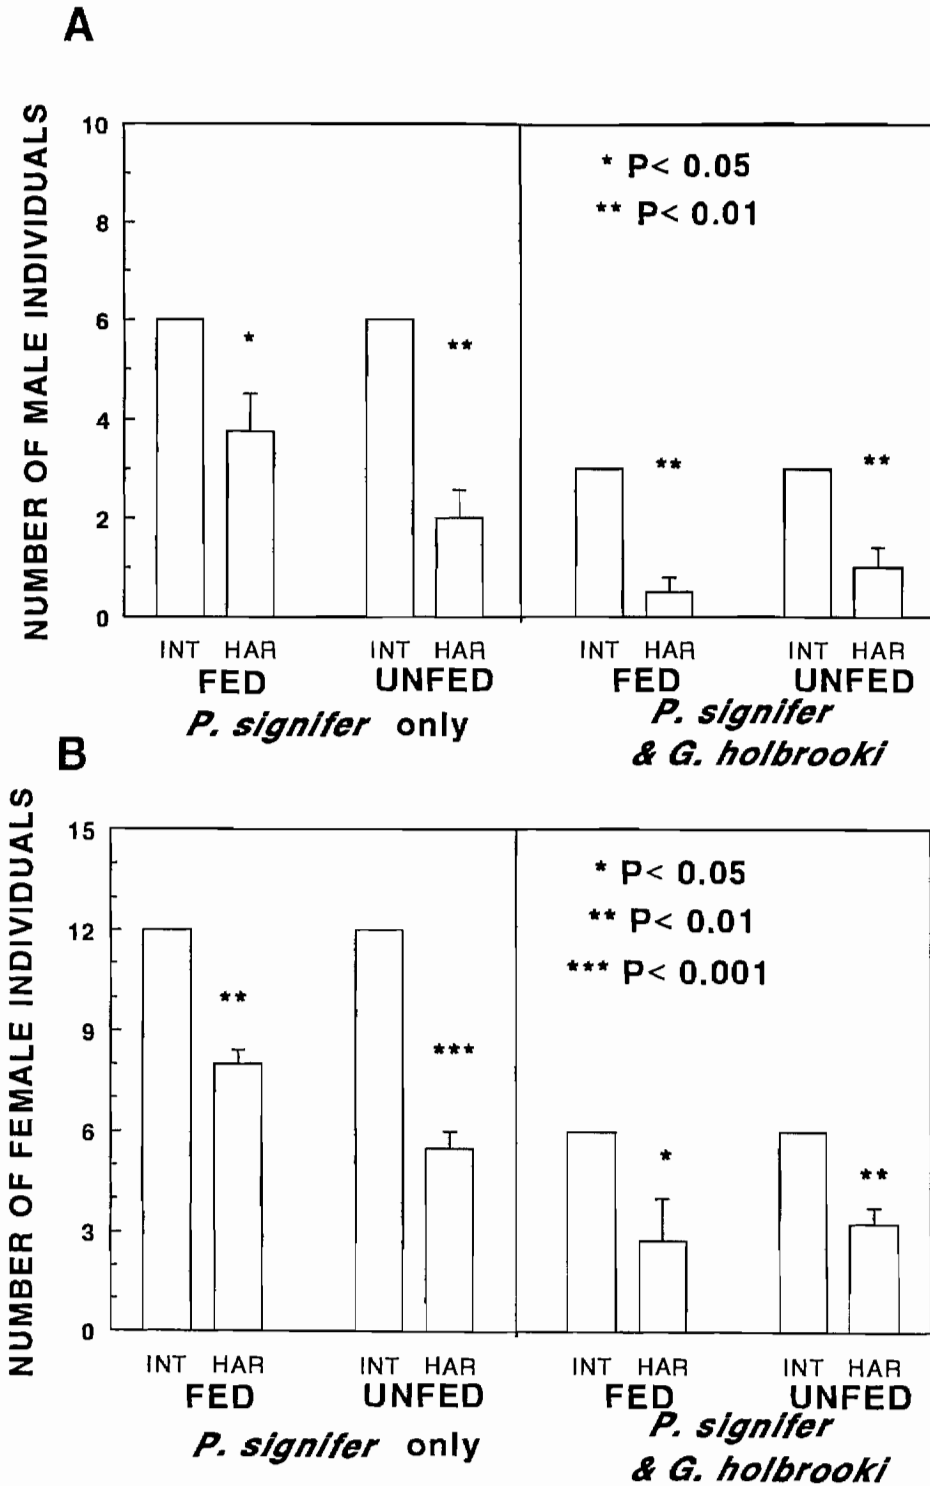 A
NUMBER OF MALE INDIVIDUALS
10
8
6
4
2
0
* P< 0.05
** P< 0.01
*
**
**
**
INT HAR INT HAR INT HAR INT HAR
FED UNFED FED UNFED
P. signifer only
P. signifer
& G. holbrooki
B
NUMBER OF FEMALE INDIVIDUALS
15
12
9
6
3
0
* P< 0.05
** P< 0.01
*** P< 0.001
**
***
*
**
INT HAR INT HAR INT HAR INT HAR
FED UNFED FED UNFED
P. signifer only
P. signifer
& G. holbrooki